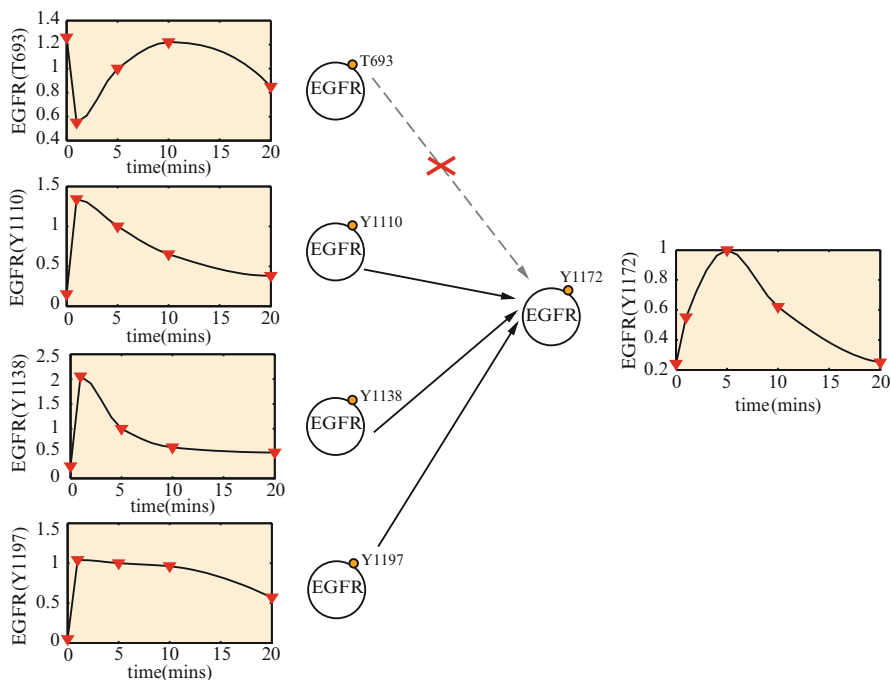 EGFR(T693)
1.4
1.2
1
0.8
0.6
0.4
0 5 10 15 20
time(mins)
EGFR
T693
EGFR(Y1110)
1.5
1
0.5
0
0 5 10 15 20
time(mins)
EGFR
Y1110
EGFR(Y1138)
2.5
2
1.5
1
0.5
0
0 5 10 15 20
time(mins)
EGFR
Y1138
EGFR(Y1197)
1.5
1
0.5
0
0 5 10 15 20
time(mins)
EGFR
Y1197
EGFR
Y1172
EGFR(Y1172)
1
0.8
0.6
0.4
0.2
0 5 10 15 20
time(mins)